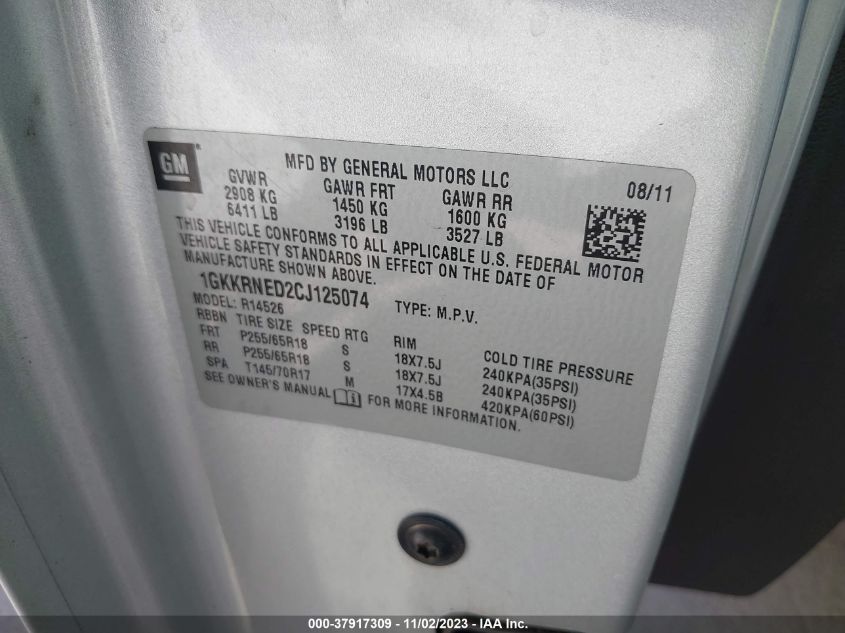 GM
MFD BY GENERAL MOTORS LLC
08/11
GVWR GAWR FRT GAWR RR
2908 KG 1450 KG 1600 KG
6411 LB 3196 LB 3527 LB
THIS VEHICLE CONFORMS TO ALL APPLICABLE U.S. FEDERAL MOTOR
VEHICLE SAFETY STANDARDS IN EFFECT ON THE DATE OF
MANUFACTURE SHOWN ABOVE.
1GKKRNED2CJ125074 TYPE: M.P.V.
MODEL: R14526
RBBN TIRE SIZE SPEED RTG RIM COLD TIRE PRESSURE
FRT P255/65R18 S 18X7.5J 240KPA(35PSI)
RR P255/65R18 S 18X7.5J 240KPA(35PSI)
SPA T145/70R17 M 17X4.5B 420KPA(60PSI)
SEE OWNER'S MANUAL FOR MORE INFORMATION.
000-37917309 - 11/02/2023 - IAA Inc.